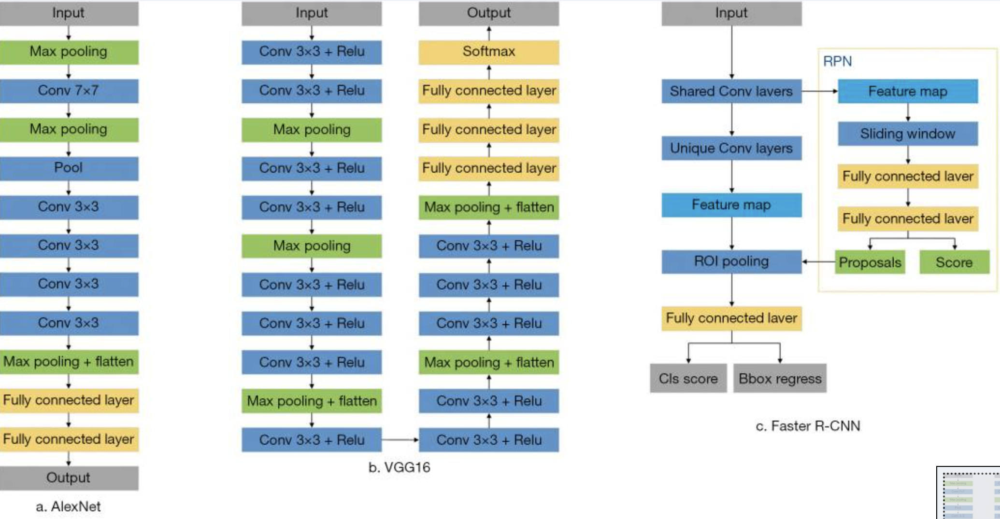 Input
Max pooling
Conv 7×7
Max pooling
Pool
Conv 3×3
Conv 3×3
Conv 3×3
Conv 3×3
Max pooling + flatten
Fully connected layer
Fully connected layer
Output
a. AlexNet
Input
Conv 3×3 + Relu
Conv 3×3 + Relu
Max pooling
Conv 3×3 + Relu
Conv 3×3 + Relu
Max pooling
Conv 3×3 + Relu
Conv 3×3 + Relu
Conv 3×3 + Relu
Max pooling + flatten
Conv 3×3 + Relu
Output
Softmax
Fully connected layer
Fully connected layer
Fully connected layer
Max pooling + flatten
Conv 3×3 + Relu
Conv 3×3 + Relu
Conv 3×3 + Relu
Max pooling + flatten
Conv 3×3 + Relu
Conv 3×3 + Relu
b. VGG16
Input
Shared Conv lavers
Unique Conv layers
Feature map
ROI pooling
Fully connected laver
Cls score
Bbox regress
RPN
Feature map
Sliding window
Fully connected laver
Fully connected laver
Proposals
Score
c. Faster R-CNN